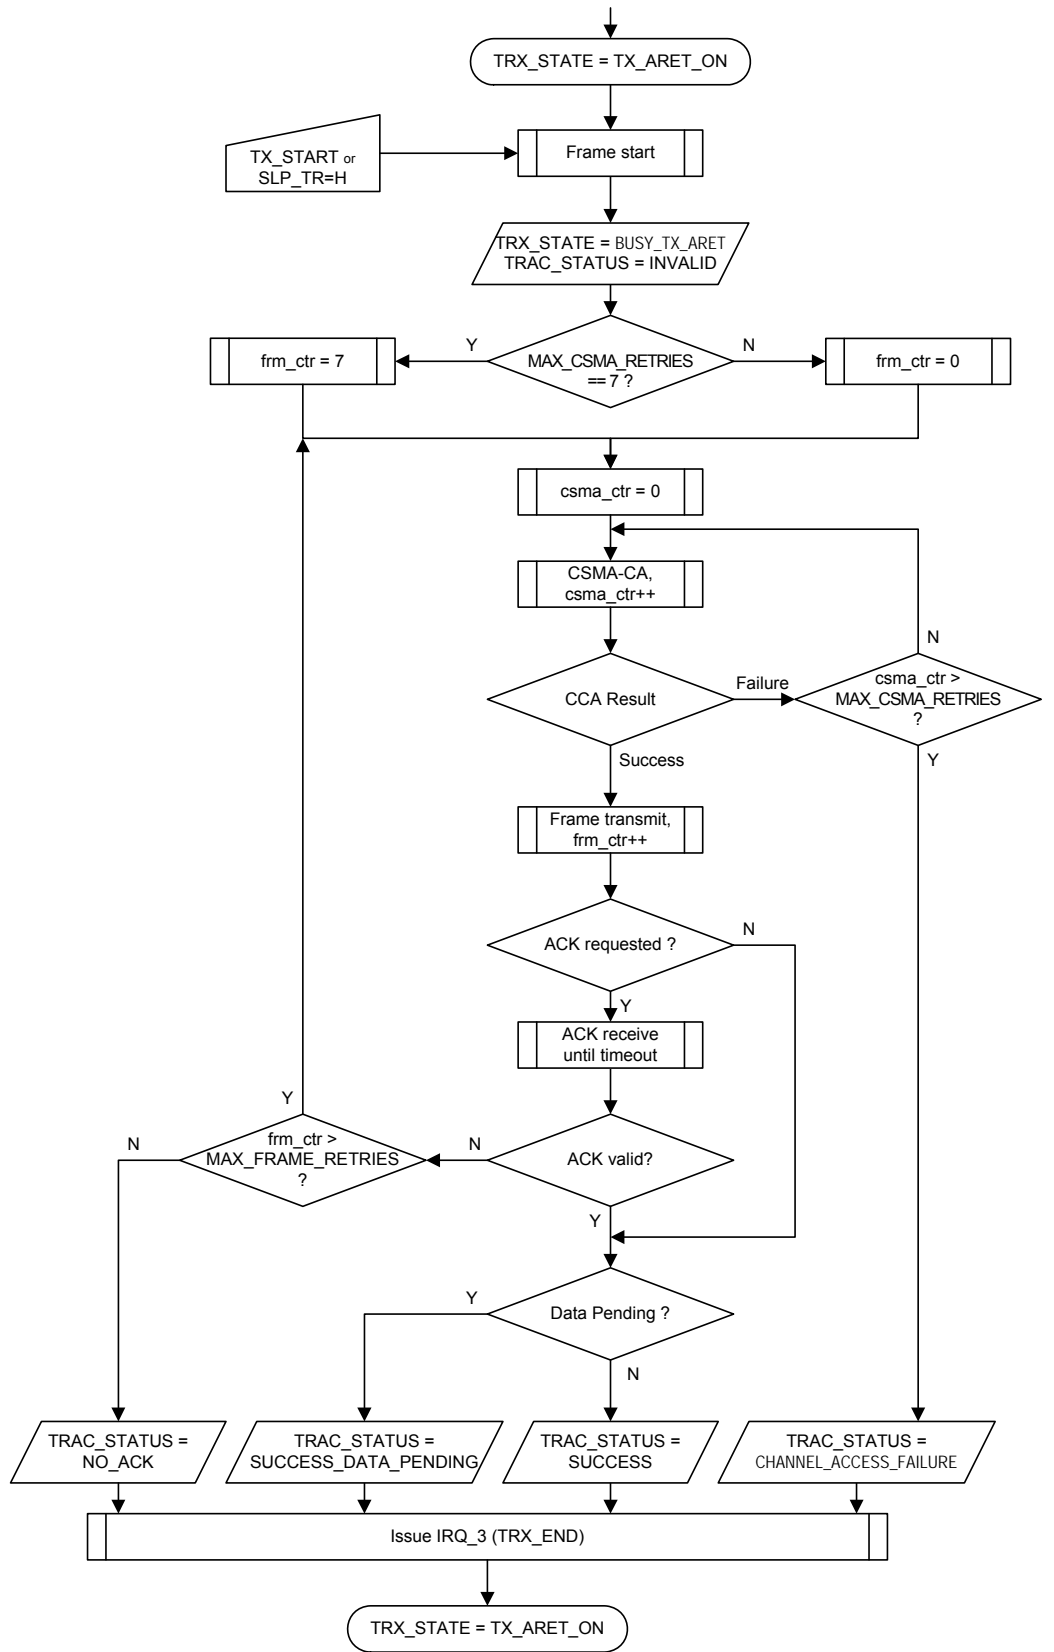 TRX_STATE = TX_ARET_ON
TX_START or
SLP_TR=H
Frame start
TRX_STATE = BUSY_TX_ARET
TRAC_STATUS = INVALID
Y
MAX_CSMA_RETRIES
== 7 ?
N
frm_ctr = 7
frm_ctr = 0
csma_ctr = 0
CSMA-CA,
csma_ctr++
N
CCA Result
Failure
csma_ctr >
MAX_CSMA_RETRIES
?
Success
Y
Frame transmit,
frm_ctr++
ACK requested ?
N
Y
ACK receive
until timeout
Y
N
frm_ctr >
MAX_FRAME_RETRIES
?
N
ACK valid?
Y
Y
Data Pending ?
N
TRAC_STATUS =
NO_ACK
TRAC_STATUS =
SUCCESS_DATA_PENDING
TRAC_STATUS =
SUCCESS
TRAC_STATUS =
CHANNEL_ACCESS_FAILURE
Issue IRQ_3 (TRX_END)
TRX_STATE = TX_ARET_ON